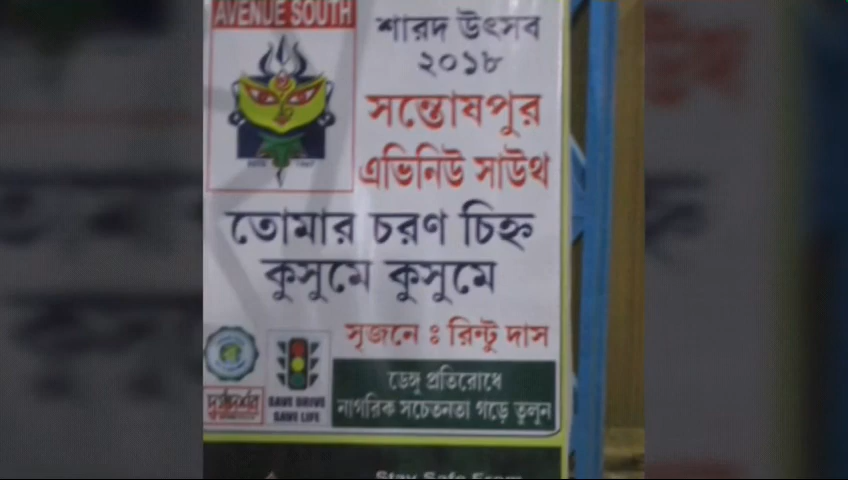 AVENUE SOUTH
শারদ উৎসব
২০১৮
সন্তোষপুর
এভিনিউ সাউথ
তোমার চরণ চিহ্ন
কুসুমে কুসুমে
সৃজনে ঃ রিন্টু দাস
SAVE DRIVE
SAVE LIFE
ডেঙ্গু প্রতিরোধে
নাগরিক সচেতনতা গড়ে তুলুন
Stay Safe From